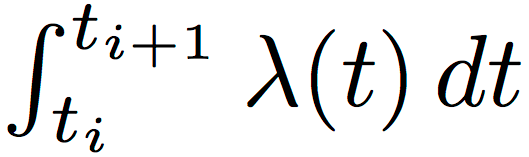 ∫_{t_i}^{t_{i+1}} λ(t) dt